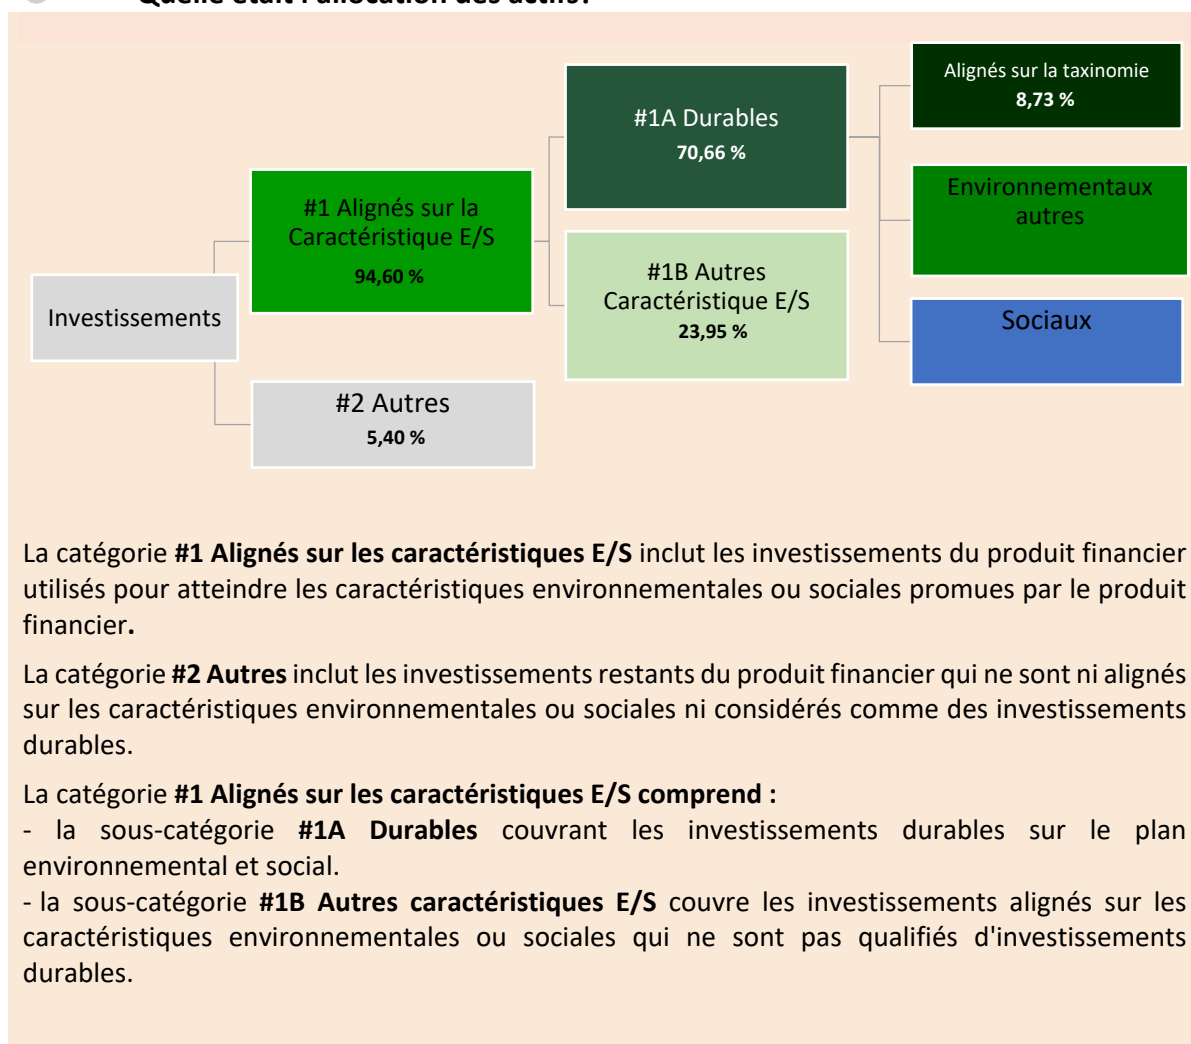 Quelle était l'allocation des actifs?
Alignés sur la taxinomie
8,73 %
#1A Durables
70,66 %
Environnementaux
autres
#1 Alignés sur la
Caractéristique E/S
94,60 %
#1B Autres
Caractéristique E/S
23,95 %
Investissements
Sociaux
#2 Autres
5,40 %
La catégorie #1 Alignés sur les caractéristiques E/S inclut les investissements du produit financier
utilisés pour atteindre les caractéristiques environnementales ou sociales promues par le produit
financier.
La catégorie #2 Autres inclut les investissements restants du produit financier qui ne sont ni alignés
sur les caractéristiques environnementales ou sociales ni considérés comme des investissements
durables.
La catégorie #1 Alignés sur les caractéristiques E/S comprend :
- la sous-catégorie #1A Durables couvrant les investissements durables sur le plan
environnemental et social.
- la sous-catégorie #1B Autres caractéristiques E/S couvre les investissements alignés sur les
caractéristiques environnementales ou sociales qui ne sont pas qualifiés d'investissements
durables.